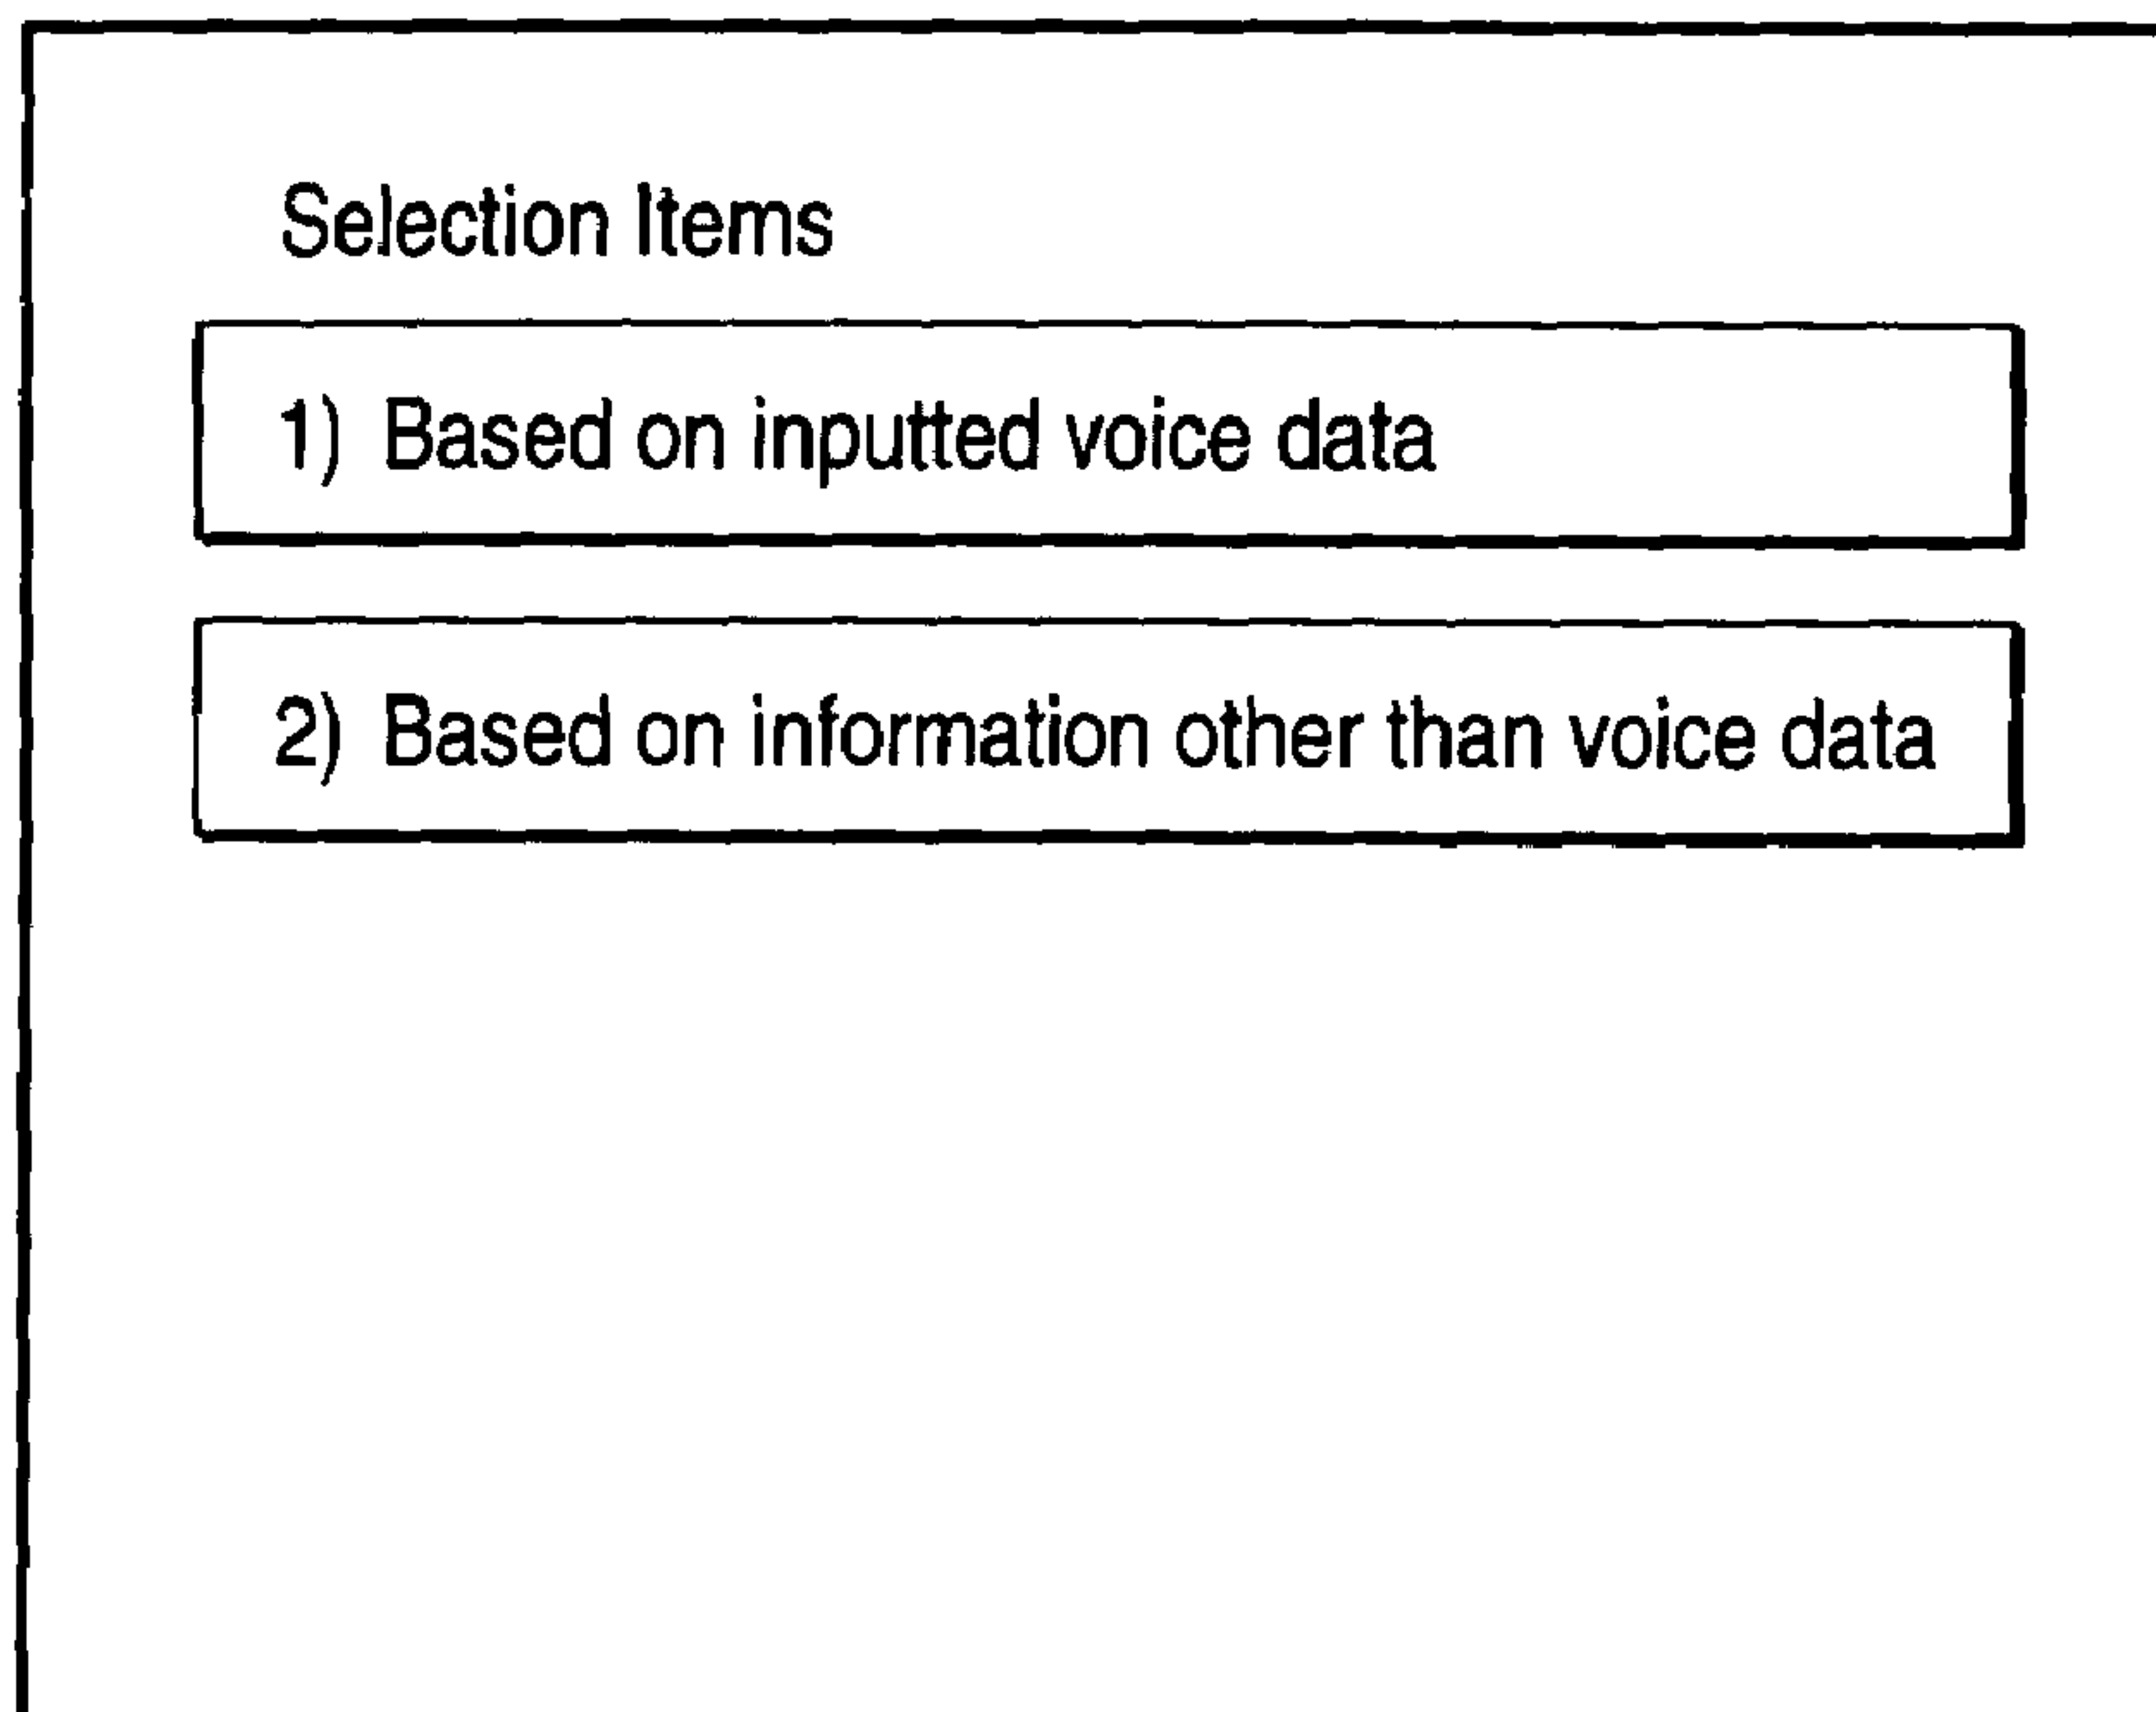 Selection Items
1) Based on inputted voice data
2) Based on information other than voice data